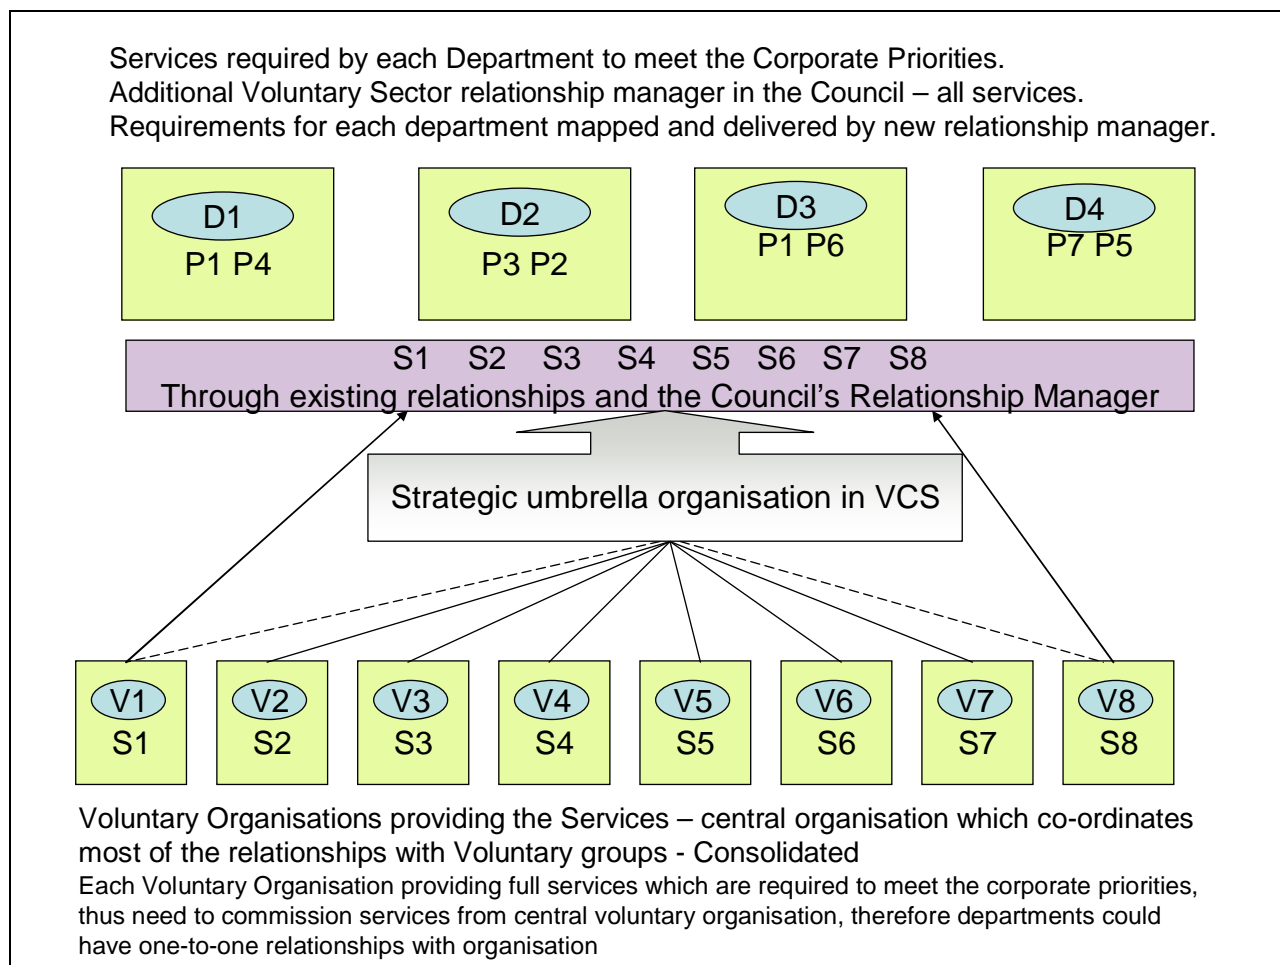 Services required by each Department to meet the Corporate Priorities.
Additional Voluntary Sector relationship manager in the Council – all services.
Requirements for each department mapped and delivered by new relationship manager.
D1
P1 P4
D2
P3 P2
D3
P1 P6
D4
P7 P5
S1 S2 S3 S4 S5 S6 S7 S8
Through existing relationships and the Council’s Relationship Manager
Strategic umbrella organisation in VCS
V1
S1
V2
S2
V3
S3
V4
S4
V5
S5
V6
S6
V7
S7
V8
S8
Voluntary Organisations providing the Services – central organisation which co-ordinates
most of the relationships with Voluntary groups - Consolidated
Each Voluntary Organisation providing full services which are required to meet the corporate priorities,
thus need to commission services from central voluntary organisation, therefore departments could
have one-to-one relationships with organisation